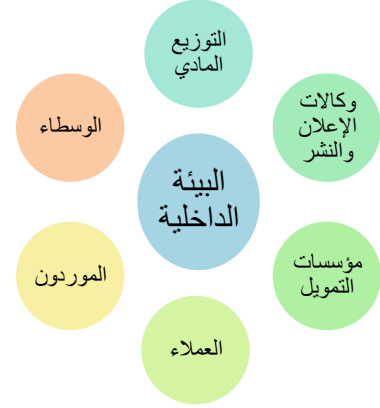 التوزيع
المادي
وكالات
الإعلان
والنشر
الوسطاء
البيئة
الداخلية
مؤسسات
التمويل
الموردون
العملاء